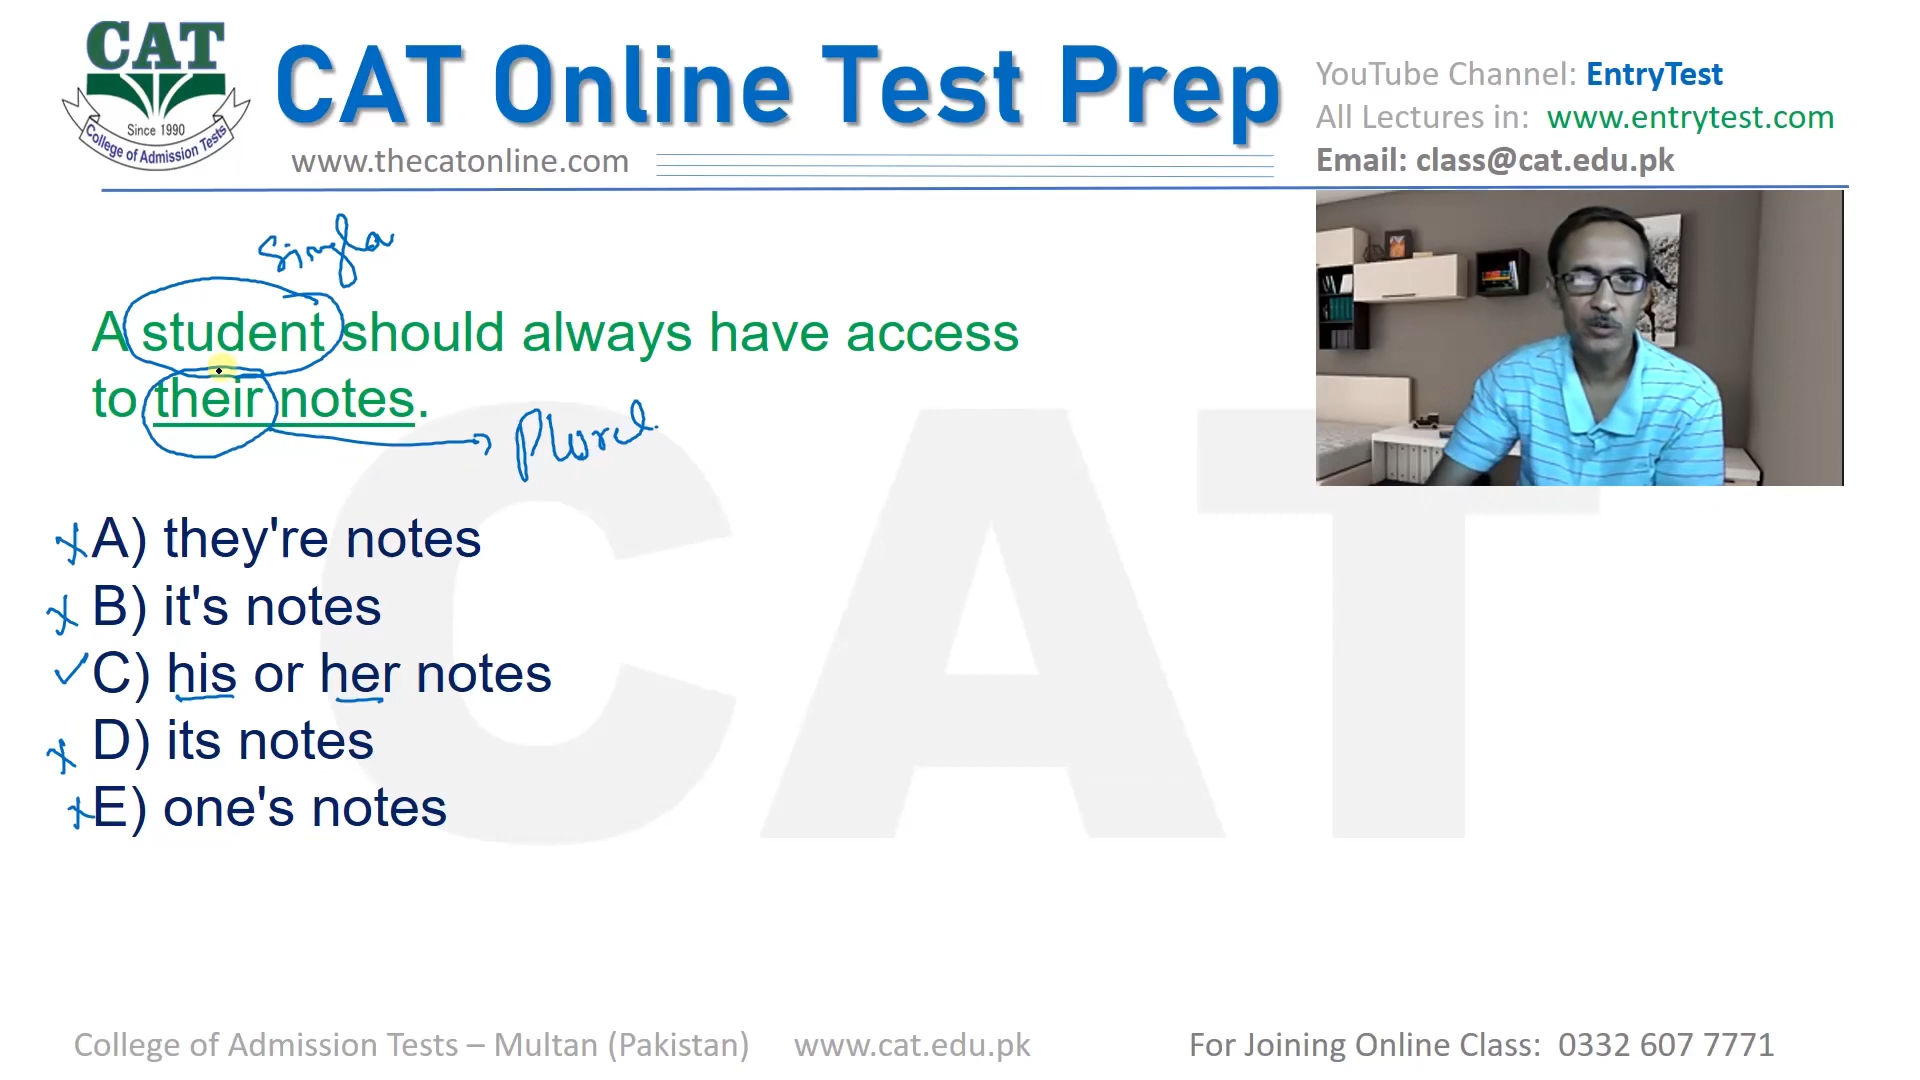 CAT
Since 1990
College of Admission Tests
CAT Online Test Prep
www.thecatonline.com
YouTube Channel: EntryTest
All Lectures in: www.entrytest.com
Email: class@cat.edu.pk
A student should always have access
to their notes.
Plural
A) they're notes
B) it's notes
C) his or her notes
D) its notes
E) one's notes
CAT
College of Admission Tests – Multan (Pakistan) www.cat.edu.pk For Joining Online Class: 0332 607 7771